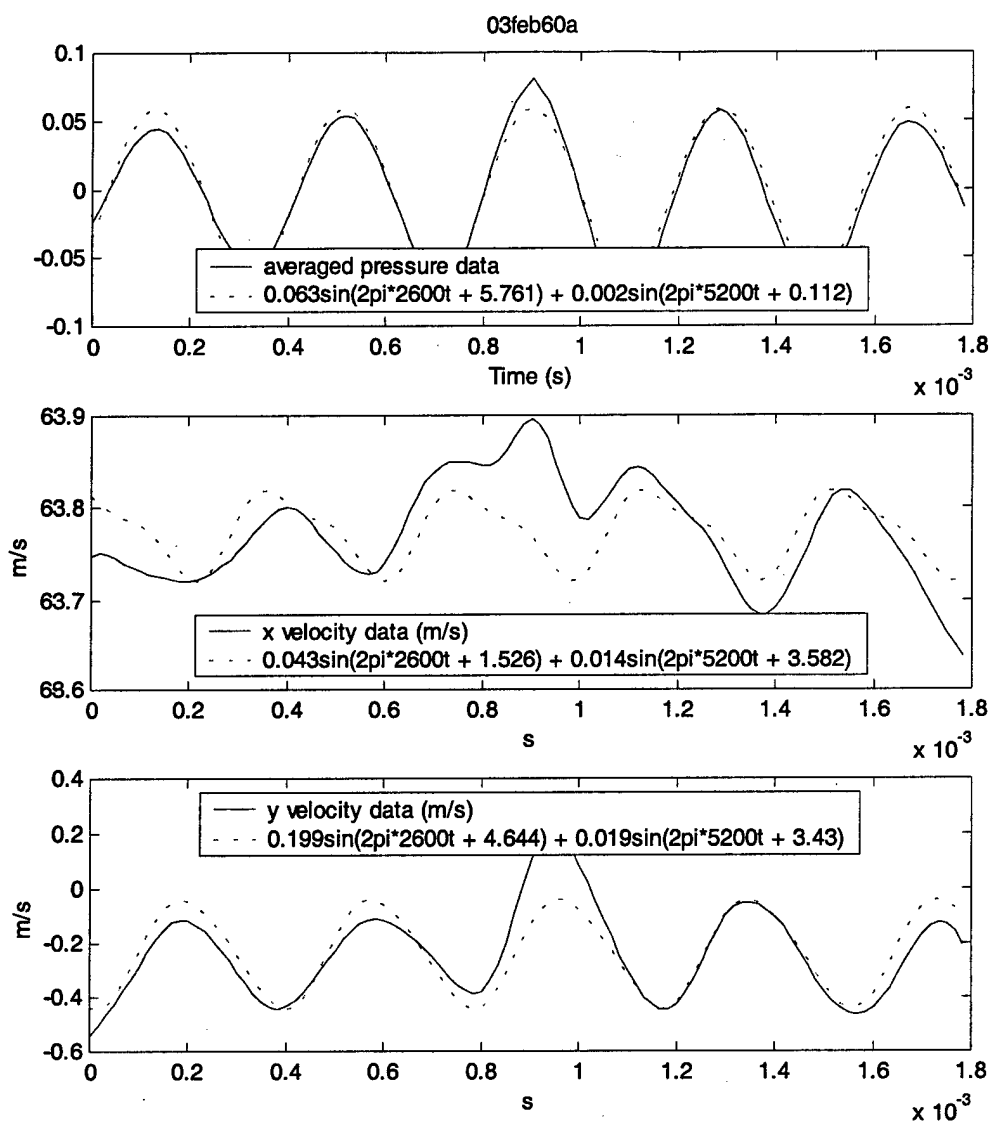 03feb60a
0.1
0.05
0
-0.05
-0.1
averaged pressure data
0.063sin(2pi*2600t + 5.761) + 0.002sin(2pi*5200t + 0.112)
0 0.2 0.4 0.6 0.8 1 1.2 1.4 1.6 1.8
Time (s)
x 10^-3
63.9
63.8
63.7
63.6
m/s
x velocity data (m/s)
0.043sin(2pi*2600t + 1.526) + 0.014sin(2pi*5200t + 3.582)
0 0.2 0.4 0.6 0.8 1 1.2 1.4 1.6 1.8
s
x 10^-3
0.4
0.2
0
-0.2
-0.4
-0.6
m/s
y velocity data (m/s)
0.199sin(2pi*2600t + 4.644) + 0.019sin(2pi*5200t + 3.43)
0 0.2 0.4 0.6 0.8 1 1.2 1.4 1.6 1.8
s
x 10^-3